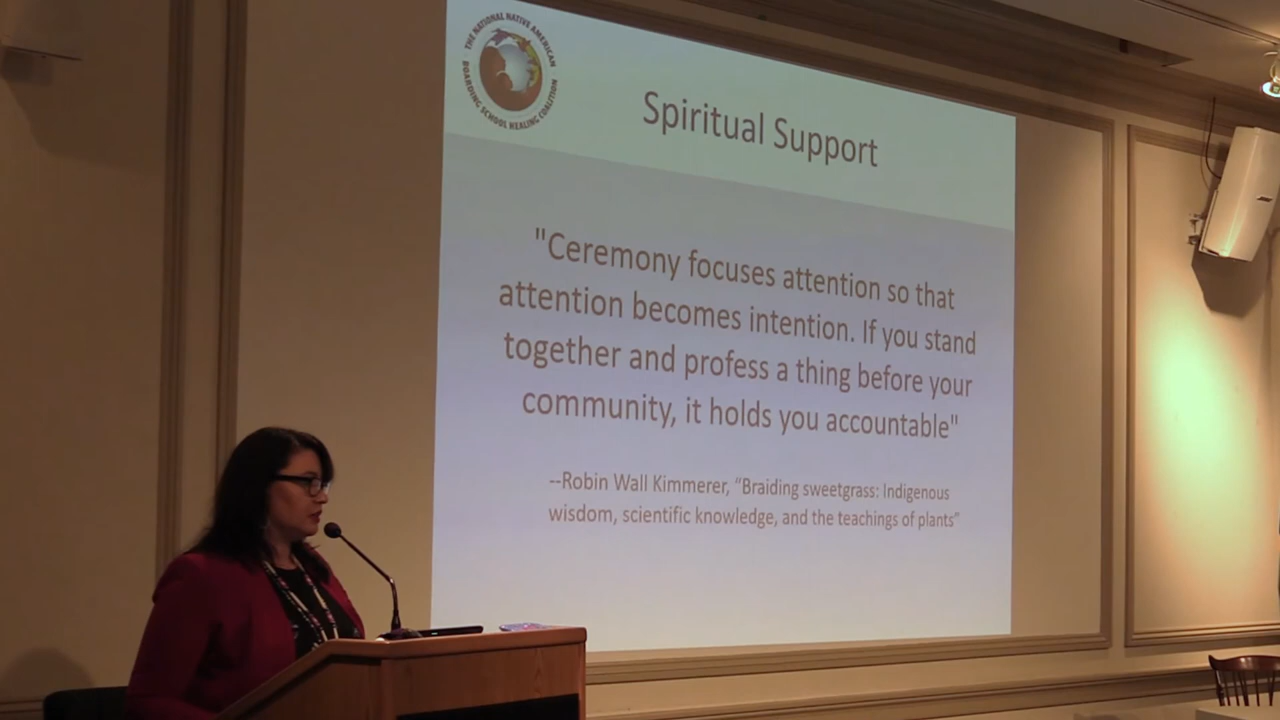 THE NATIONAL NATIVE AMERICAN
BOARDING SCHOOL HEALING COALITION
Spiritual Support
"Ceremony focuses attention so that
attention becomes intention. If you stand
together and profess a thing before your
community, it holds you accountable"
--Robin Wall Kimmerer, “Braiding sweetgrass: Indigenous
wisdom, scientific knowledge, and the teachings of plants”